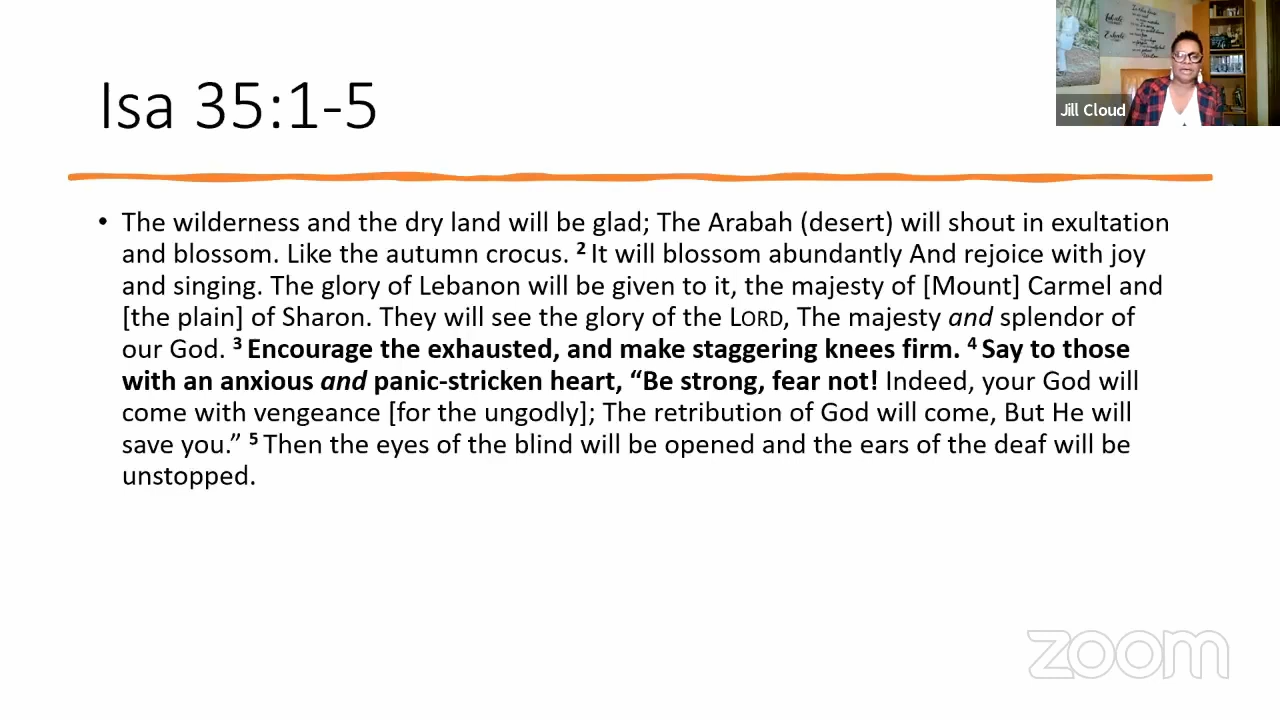 Isa 35:1-5
Jill Cloud
• The wilderness and the dry land will be glad; The Arabah (desert) will shout in exultation
and blossom. Like the autumn crocus. 2 It will blossom abundantly And rejoice with joy
and singing. The glory of Lebanon will be given to it, the majesty of [Mount] Carmel and
[the plain] of Sharon. They will see the glory of the LORD, The majesty and splendor of
our God. 3 Encourage the exhausted, and make staggering knees firm. 4 Say to those
with an anxious and panic-stricken heart, “Be strong, fear not! Indeed, your God will
come with vengeance [for the ungodly]; The retribution of God will come, But He will
save you.” 5 Then the eyes of the blind will be opened and the ears of the deaf will be
unstopped.
zoom